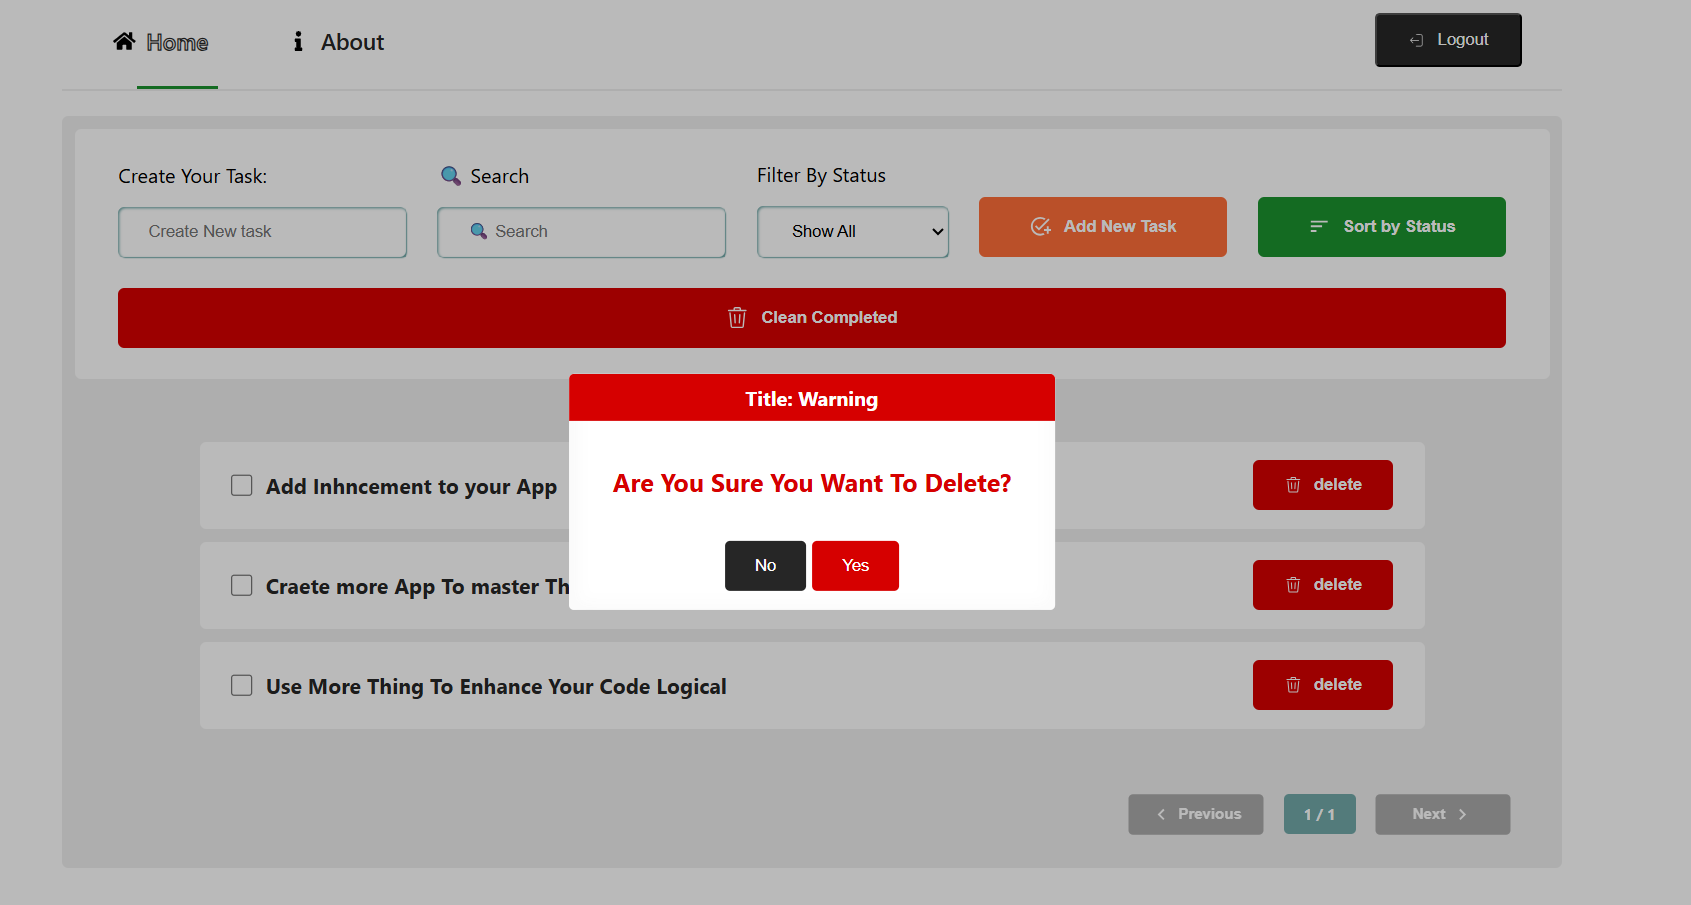 Home
About
Logout
Create Your Task:
Search
Filter By Status
Create New task
Search
Show All
Add New Task
Sort by Status
Clean Completed
Title: Warning
Are You Sure You Want To Delete?
No
Yes
Add Inhncement to your App
delete
Craete more App To master Th
delete
Use More Thing To Enhance Your Code Logical
delete
Previous
1 / 1
Next